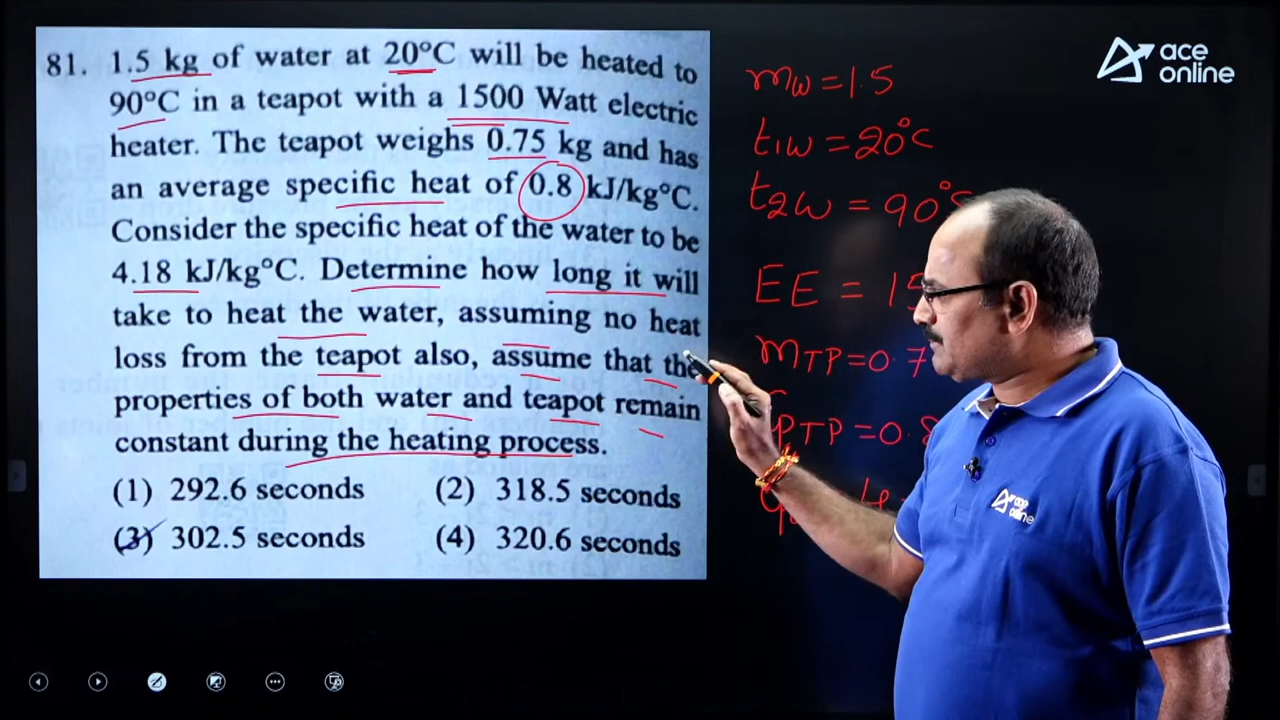 81. 1.5 kg of water at 20°C will be heated to
90°C in a teapot with a 1500 Watt electric
heater. The teapot weighs 0.75 kg and has
an average specific heat of 0.8 kJ/kg°C.
Consider the specific heat of the water to be
4.18 kJ/kg°C. Determine how long it will
take to heat the water, assuming no heat
loss from the teapot also, assume that the
properties of both water and teapot remain
constant during the heating process.
(1) 292.6 seconds (2) 318.5 seconds
(3) 302.5 seconds (4) 320.6 seconds
mw = 1.5
t1w = 20°C
t2w = 90°C
EE = 15
mTP = 0.7
PTP = 0.8
ace
online
ace
online